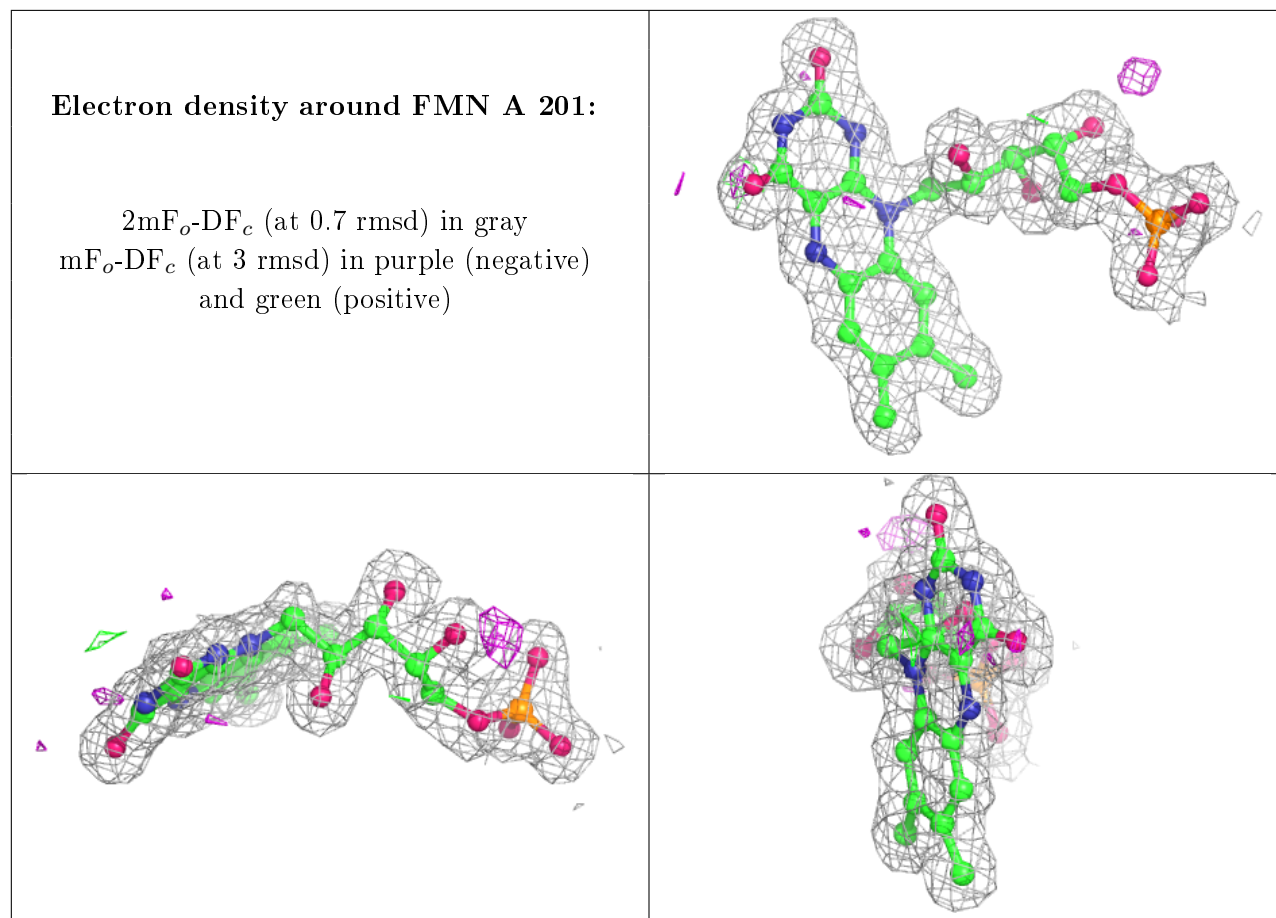 Electron density around FMN A 201:
2mFo-DFc (at 0.7 rmsd) in gray
mFo-DFc (at 3 rmsd) in purple (negative)
and green (positive)